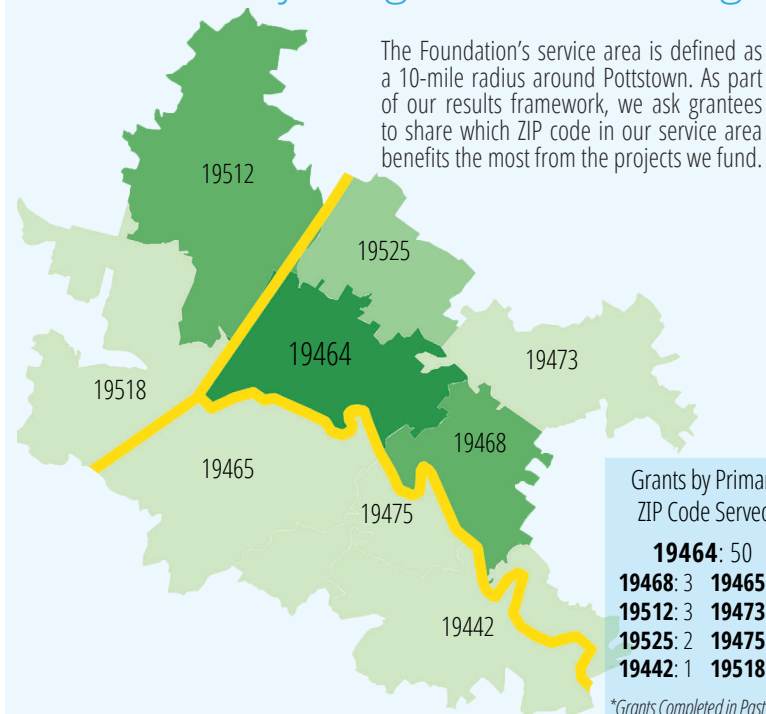 The Foundation's service area is defined as
a 10-mile radius around Pottstown. As part
of our results framework, we ask grantees
to share which ZIP code in our service area
benefits the most from the projects we fund.
19512
19525
19464
19473
19518
19468
19465
19475
19442
Grants by
ZIP Code
19464: 50
19468: 3 19465
19512: 3 19473
19525: 2 19475
19442: 1 19518
*Grants Completed in Past